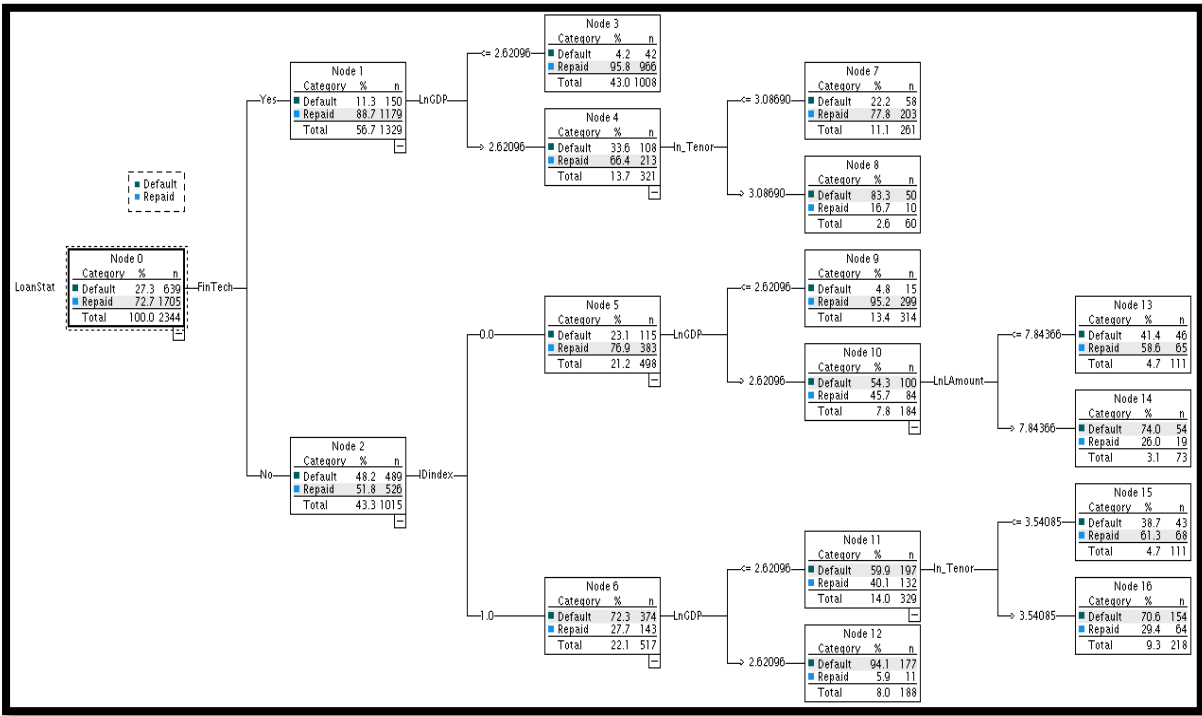 Node 3
Category % n
Default 4.2 42
Repaid 95.8 966
Total 43.0 1008
<= 2.62096
Node 1
Category % n
Default 11.3 150
Repaid 88.7 1179
Total 56.7 1329
Yes
LnGDP
Node 7
Category % n
Default 22.2 58
Repaid 77.8 203
Total 11.1 261
<= 3.08690
Node 4
Category % n
Default 33.6 108
Repaid 66.4 213
Total 13.7 321
> 2.62096
ln_Tenor
Node 8
Category % n
Default 83.3 50
Repaid 16.7 10
Total 2.6 60
> 3.08690
Default
Repaid
LoanStat
Node 0
Category % n
Default 27.3 639
Repaid 72.7 1705
Total 100.0 2344
FinTech
Node 9
Category % n
Default 4.8 15
Repaid 95.2 299
Total 13.4 314
<= 2.62096
Node 5
Category % n
Default 23.1 115
Repaid 76.9 383
Total 21.2 498
0.0
LnGDP
Node 13
Category % n
Default 41.4 46
Repaid 58.6 65
Total 4.7 111
<= 7.84366
Node 10
Category % n
Default 54.3 100
Repaid 45.7 84
Total 7.8 184
> 2.62096
LnLAmount
Node 14
Category % n
Default 74.0 54
Repaid 26.0 19
Total 3.1 73
> 7.84366
Node 2
Category % n
Default 48.2 489
Repaid 51.8 526
Total 43.3 1015
No
IDindex
Node 15
Category % n
Default 38.7 43
Repaid 61.3 68
Total 4.7 111
<= 3.54085
Node 11
Category % n
Default 59.9 197
Repaid 40.1 132
Total 14.0 329
<= 2.62096
ln_Tenor
Node 6
Category % n
Default 72.3 374
Repaid 27.7 143
Total 22.1 517
1.0
LnGDP
Node 16
Category % n
Default 70.6 154
Repaid 29.4 64
Total 9.3 218
> 3.54085
Node 12
Category % n
Default 94.1 177
Repaid 5.9 11
Total 8.0 188
> 2.62096